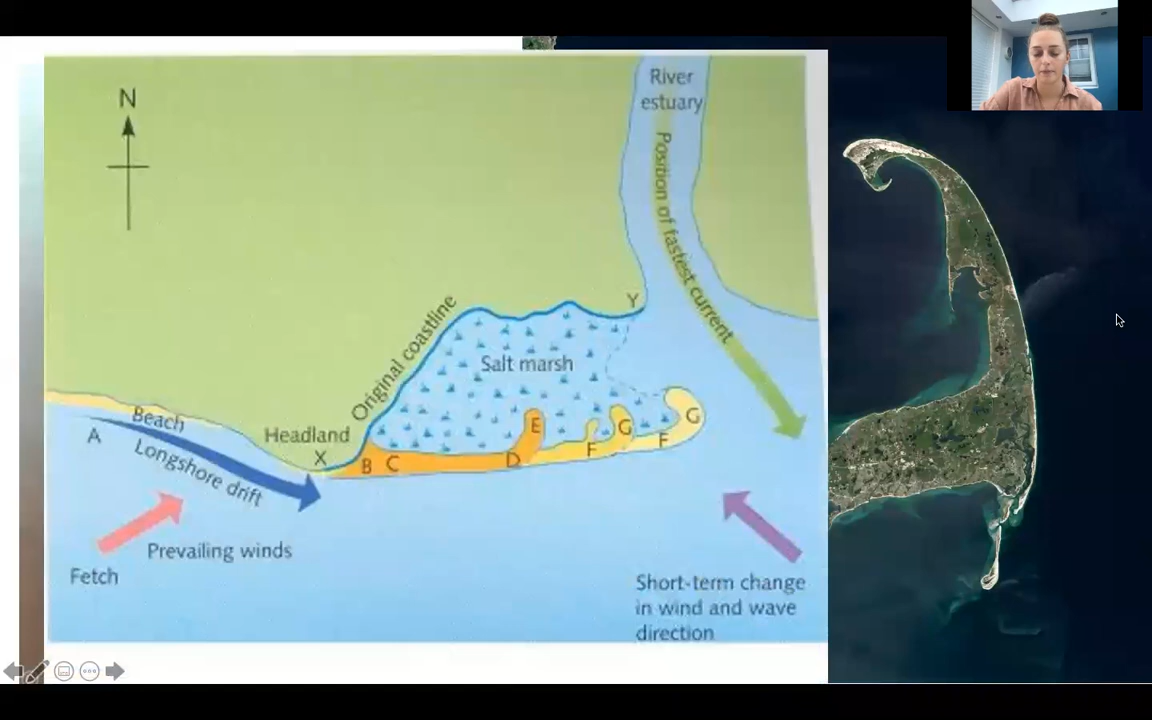 N
River
estuary
Position of fastest current
Y
Original coastline
Salt marsh
Beach
A
Longshore drift
Headland
X
B
C
D
E
F
G
F
G
Prevailing winds
Fetch
Short-term change
in wind and wave
direction